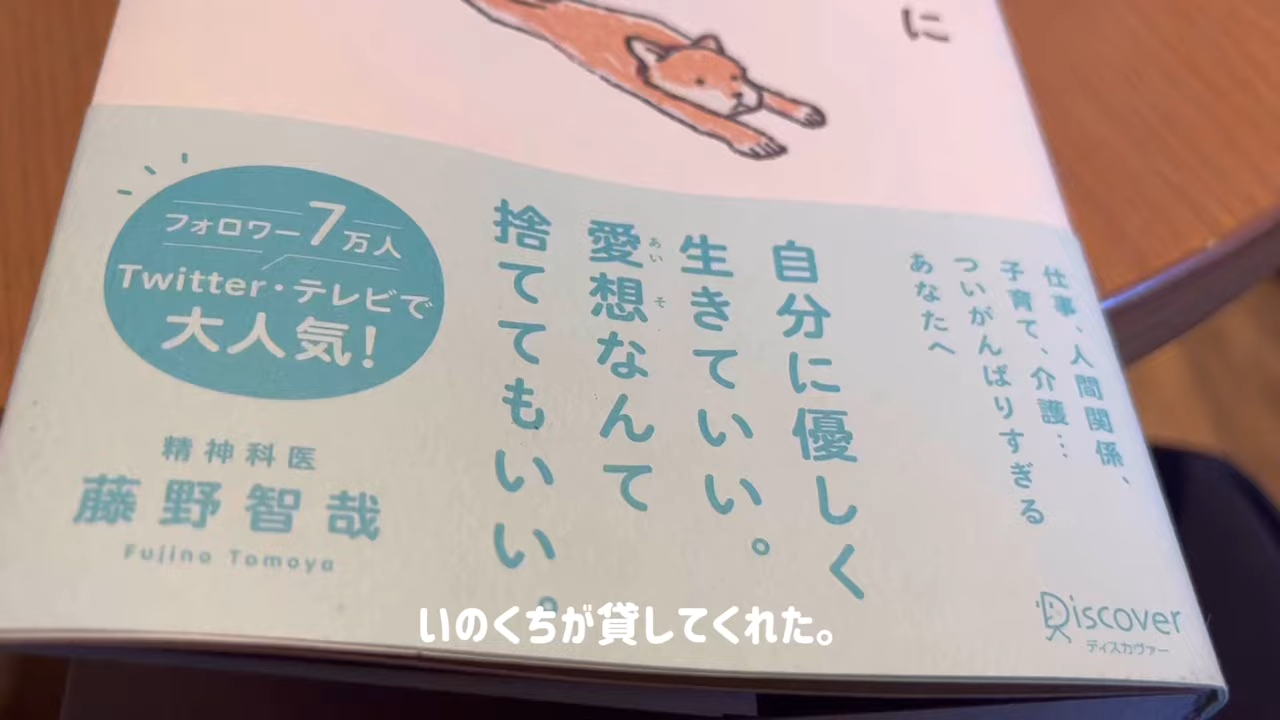 に
仕事、人間関係、
子育て、介護…
ついがんばりすぎる
あなたへ
自分に優しく
生きていい。
愛想なんて
あいそ
捨ててもいい。
フォロワー7万人
Twitter・テレビで
大人気!
精神科医
藤野智哉
Fujino Tomoya
Discover
ディスカヴァー
いのくちが貸してくれた。